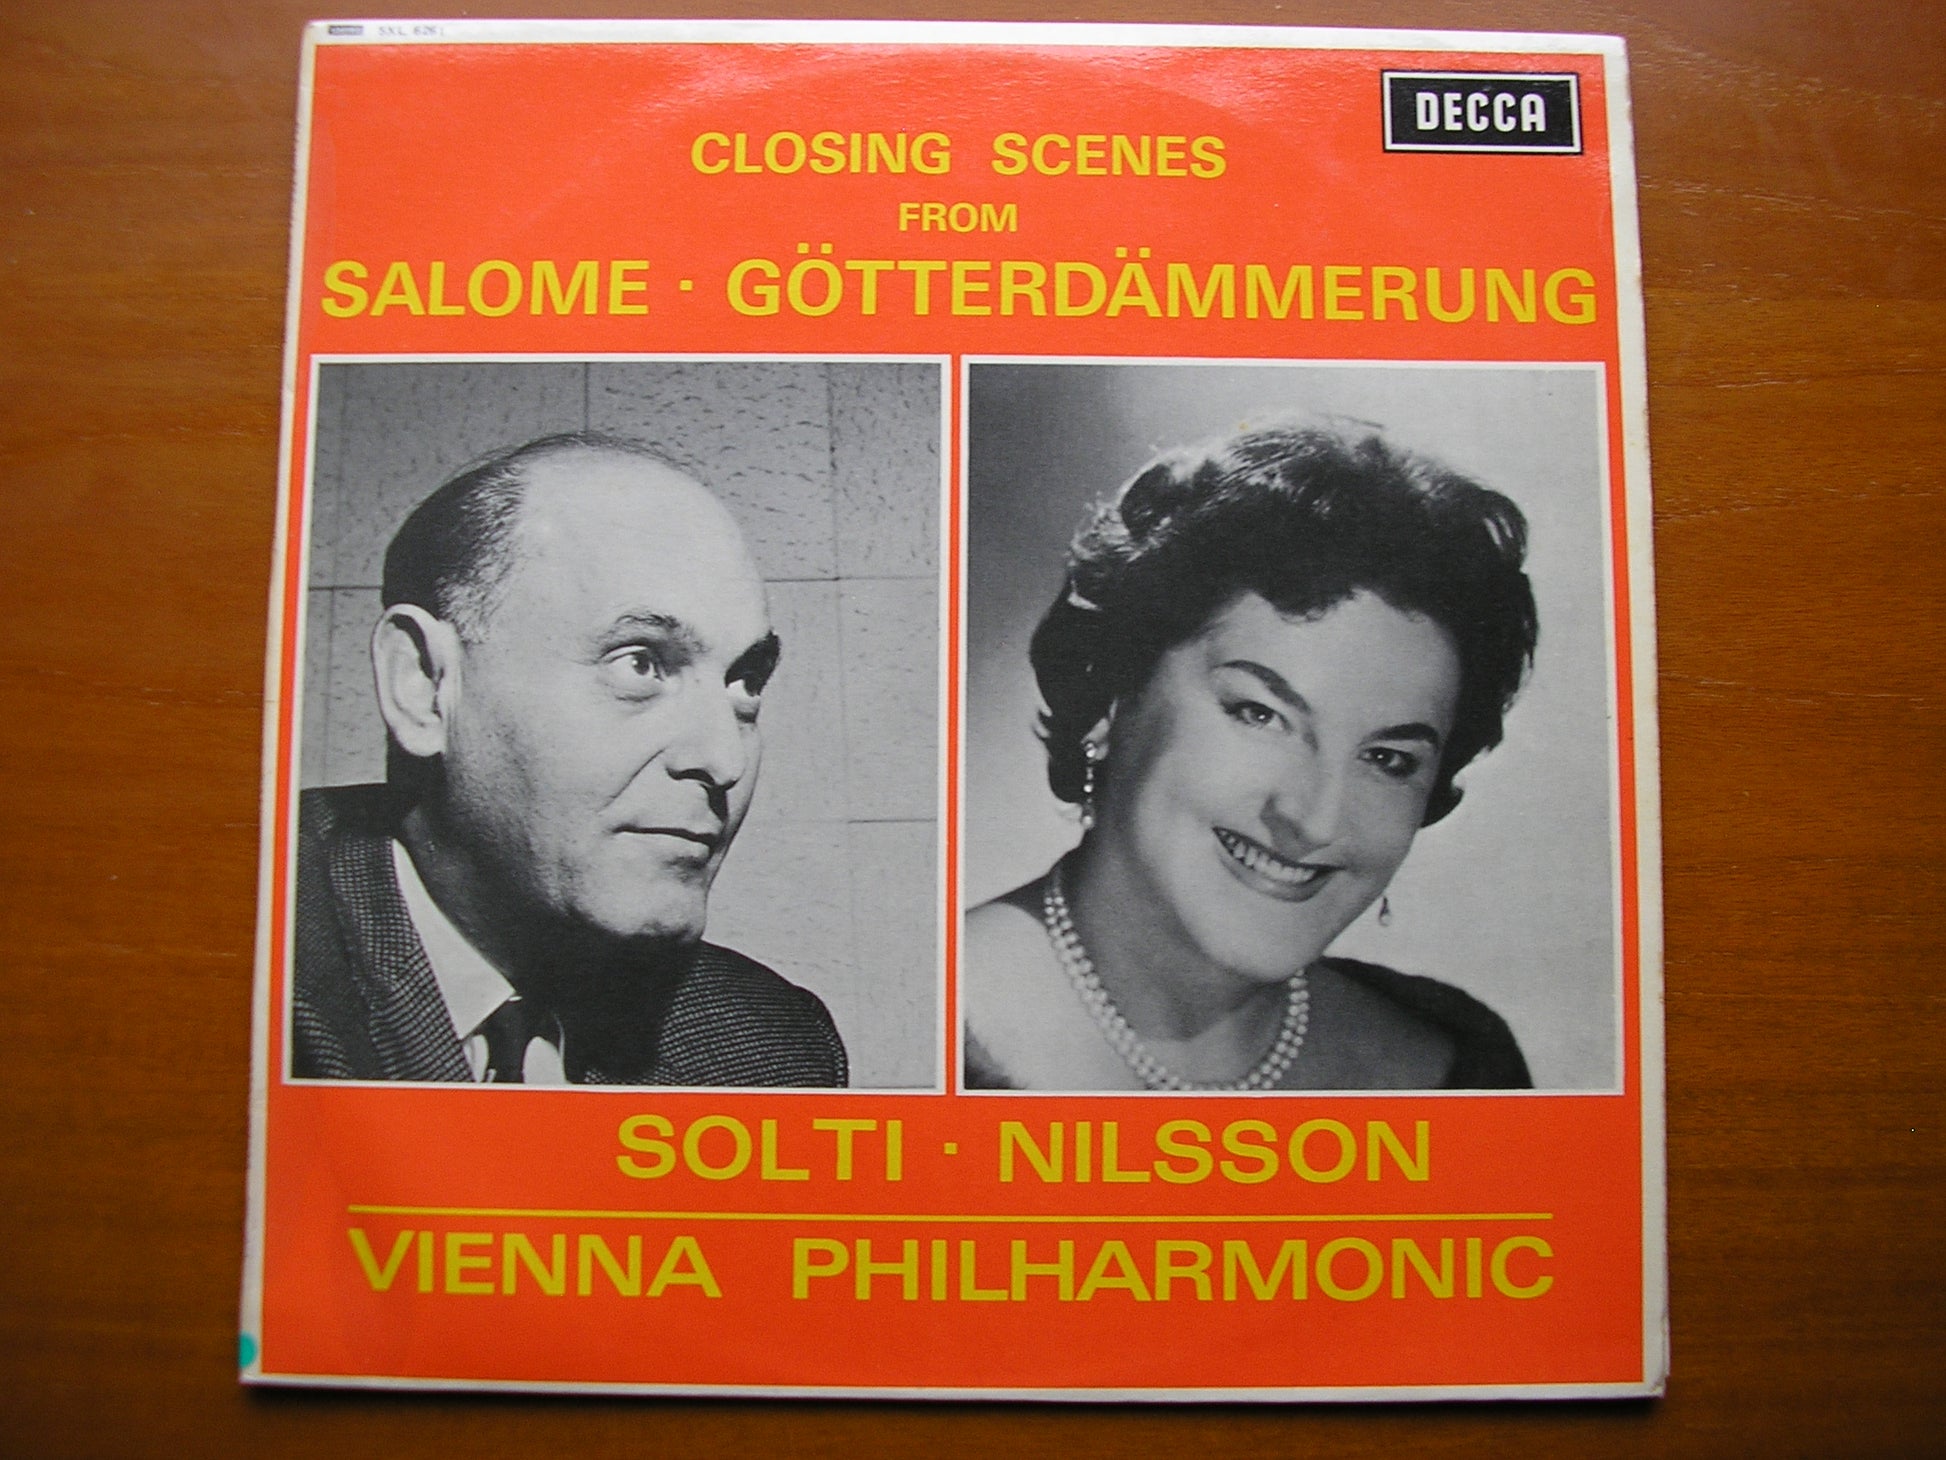 SXL 6261
DECCA
CLOSING SCENES
FROM
SALOME · GÖTTERDÄMMERUNG
SOLTI · NILSSON
VIENNA PHILHARMONIC